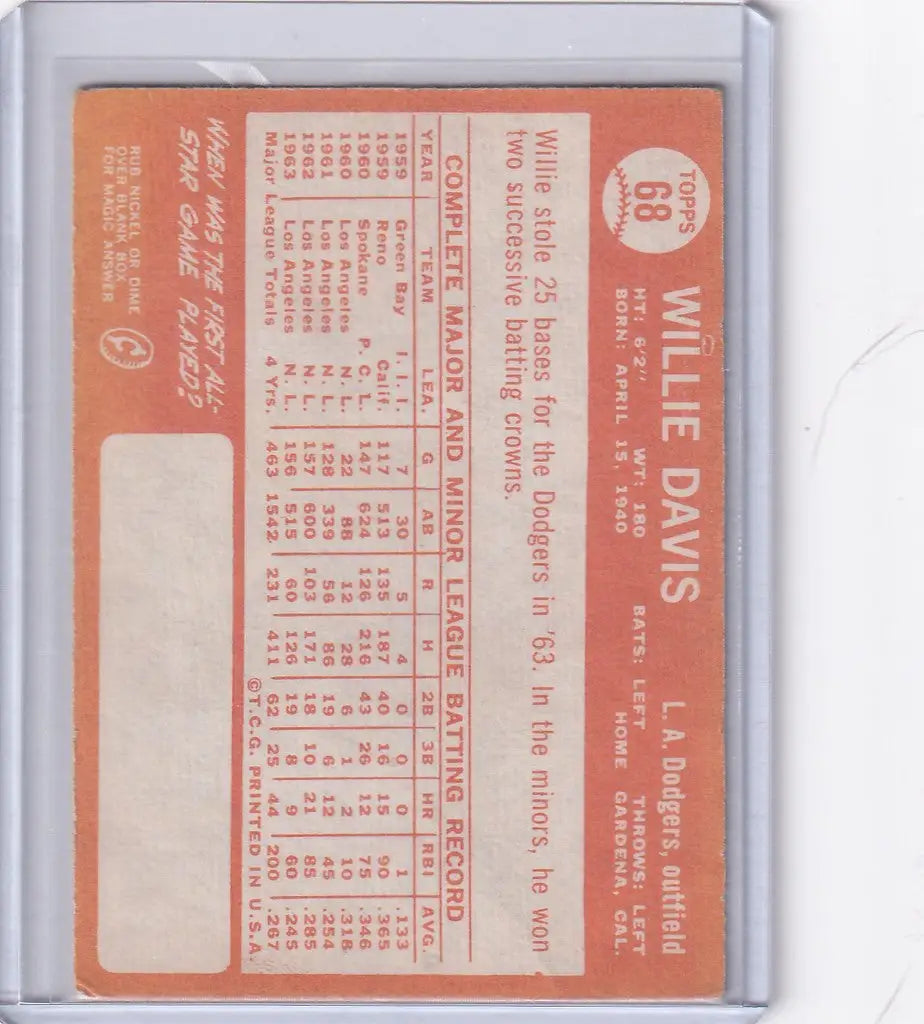 TOPPS
68
WILLIE DAVIS
L. A. Dodgers, outfield
HT: 6'2" WT: 180 BATS: LEFT THROWS: LEFT
BORN: APRIL 15, 1940 HOME GARDENA, CAL.
Willie stole 25 bases for the Dodgers in '63. In the minors, he won
two successive batting crowns.
COMPLETE MAJOR AND MINOR LEAGUE BATTING RECORD
YEAR TEAM LEA. G AB R H 2B 3B HR RBI AVG.
1959 Green Bay I. I. I. 7 30 5 4 0 0 0 1 .133
1959 Reno Calif. 117 513 135 187 40 16 15 90 .365
1960 Spokane P. C. L. 147 624 126 216 43 26 12 75 .346
1960 Los Angeles N. L. 22 88 12 28 6 1 2 10 .318
1961 Los Angeles N. L. 128 339 56 86 19 6 12 45 .254
1962 Los Angeles N. L. 157 600 103 171 18 10 21 85 .285
1963 Los Angeles N. L. 156 515 60 126 19 8 9 60 .245
Major League Totals 4 Yrs. 463 1542 231 411 62 25 44 200 .267
©T.C.G. PRINTED IN U.S.A.
WHEN WAS THE FIRST ALL-
STAR GAME PLAYED?
RUB NICKEL OR DIME
OVER BLANK BOX
FOR MAGIC ANSWER